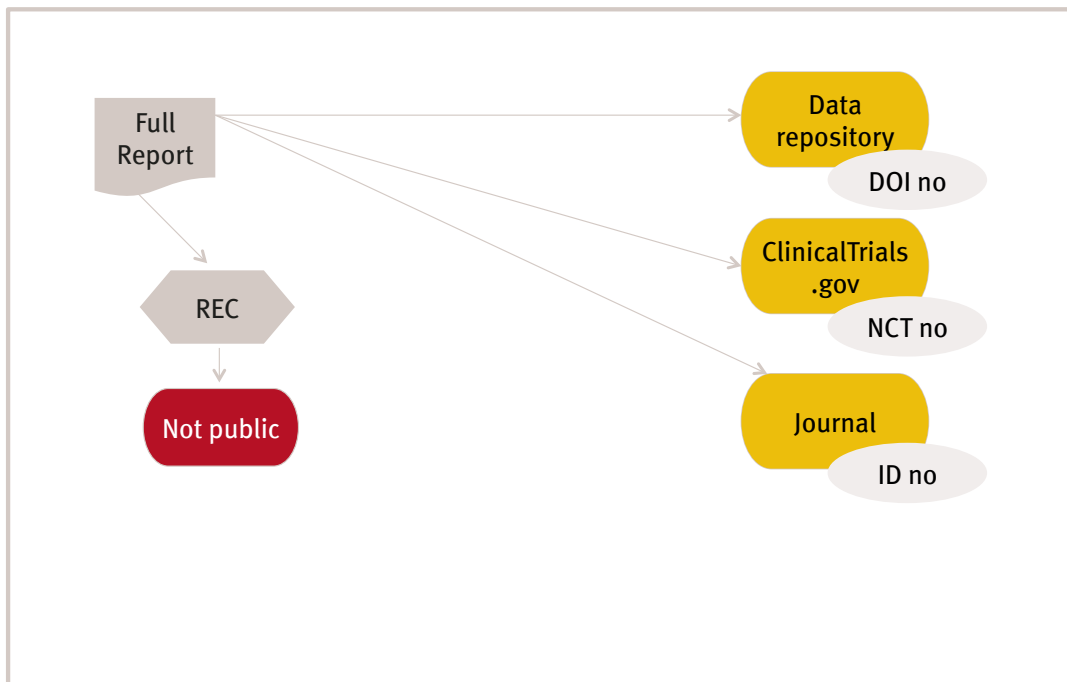 Full
Report
REC
Not public
Data
repository
DOI no
ClinicalTrials
.gov
NCT no
Journal
ID no